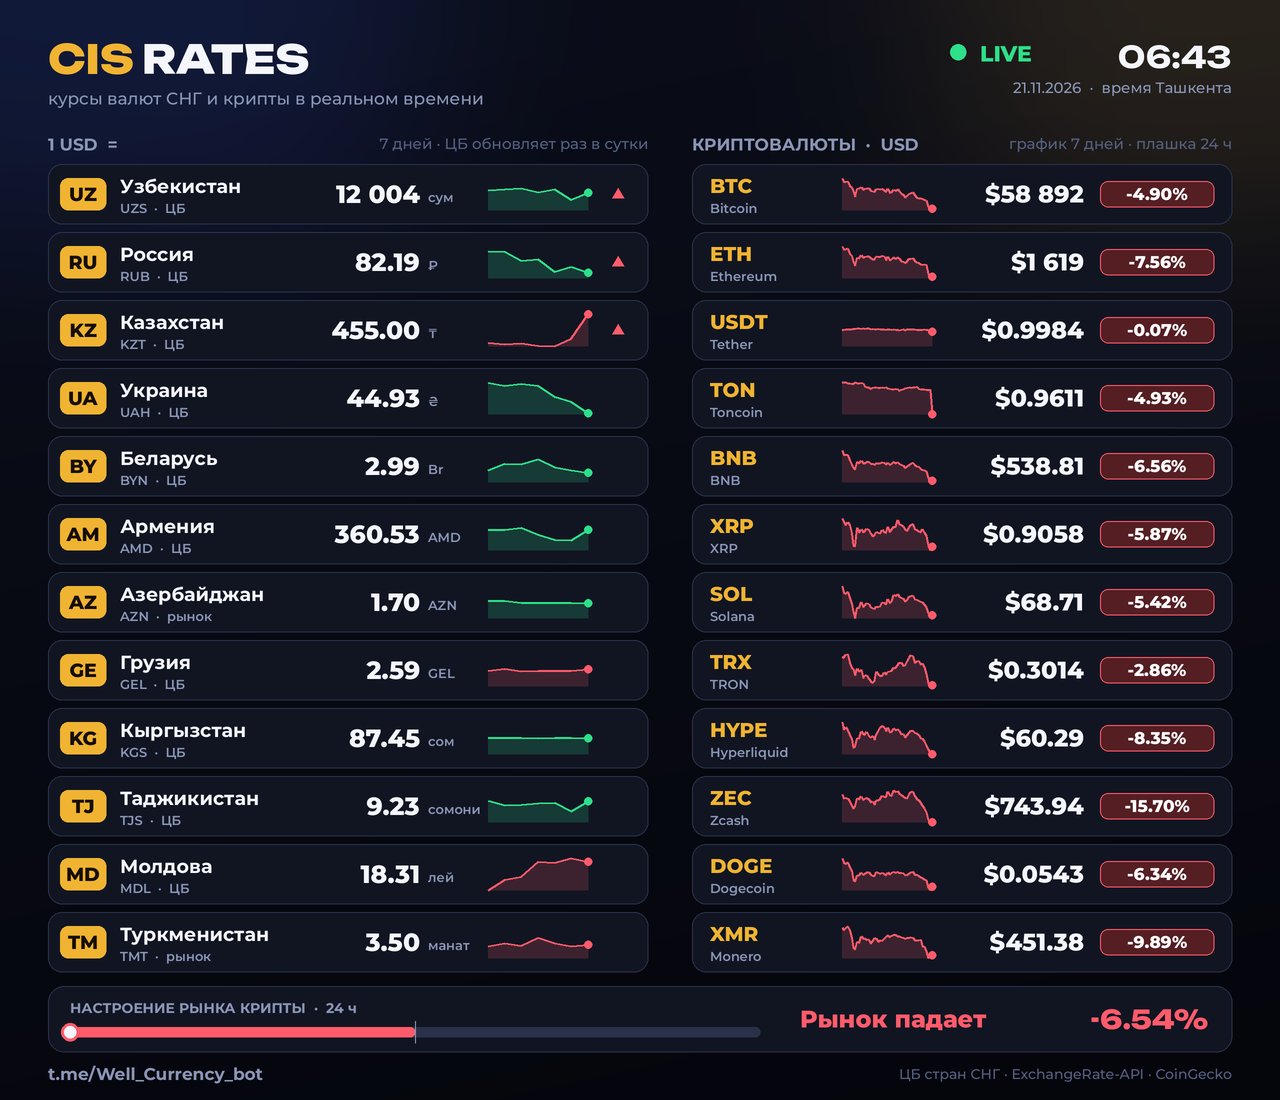 CIS RATES
LIVE
06:43
курсы валют СНГ и крипты в реальном времени
21.11.2026 · время Ташкента
1 USD =
7 дней · ЦБ обновляет раз в сутки
UZ Узбекистан 12 004 сум
UZS · ЦБ
RU Россия 82.19 ₽
RUB · ЦБ
KZ Казахстан 455.00 ₸
KZT · ЦБ
UA Украина 44.93 ₴
UAH · ЦБ
BY Беларусь 2.99 Br
BYN · ЦБ
AM Армения 360.53 AMD
AMD · ЦБ
AZ Азербайджан 1.70 AZN
AZN · рынок
GE Грузия 2.59 GEL
GEL · ЦБ
KG Кыргызстан 87.45 сом
KGS · ЦБ
TJ Таджикистан 9.23 сомони
TJS · ЦБ
MD Молдова 18.31 лей
MDL · ЦБ
TM Туркменистан 3.50 манат
TMT · рынок
КРИПТОВАЛЮТЫ · USD
график 7 дней · плашка 24 ч
BTC $58 892 -4.90%
Bitcoin
ETH $1 619 -7.56%
Ethereum
USDT $0.9984 -0.07%
Tether
TON $0.9611 -4.93%
Toncoin
BNB $538.81 -6.56%
BNB
XRP $0.9058 -5.87%
XRP
SOL $68.71 -5.42%
Solana
TRX $0.3014 -2.86%
TRON
HYPE $60.29 -8.35%
Hyperliquid
ZEC $743.94 -15.70%
Zcash
DOGE $0.0543 -6.34%
Dogecoin
XMR $451.38 -9.89%
Monero
НАСТРОЕНИЕ РЫНКА КРИПТЫ · 24 ч
Рынок падает -6.54%
t.me/Well_Currency_bot
ЦБ стран СНГ · ExchangeRate-API · CoinGecko